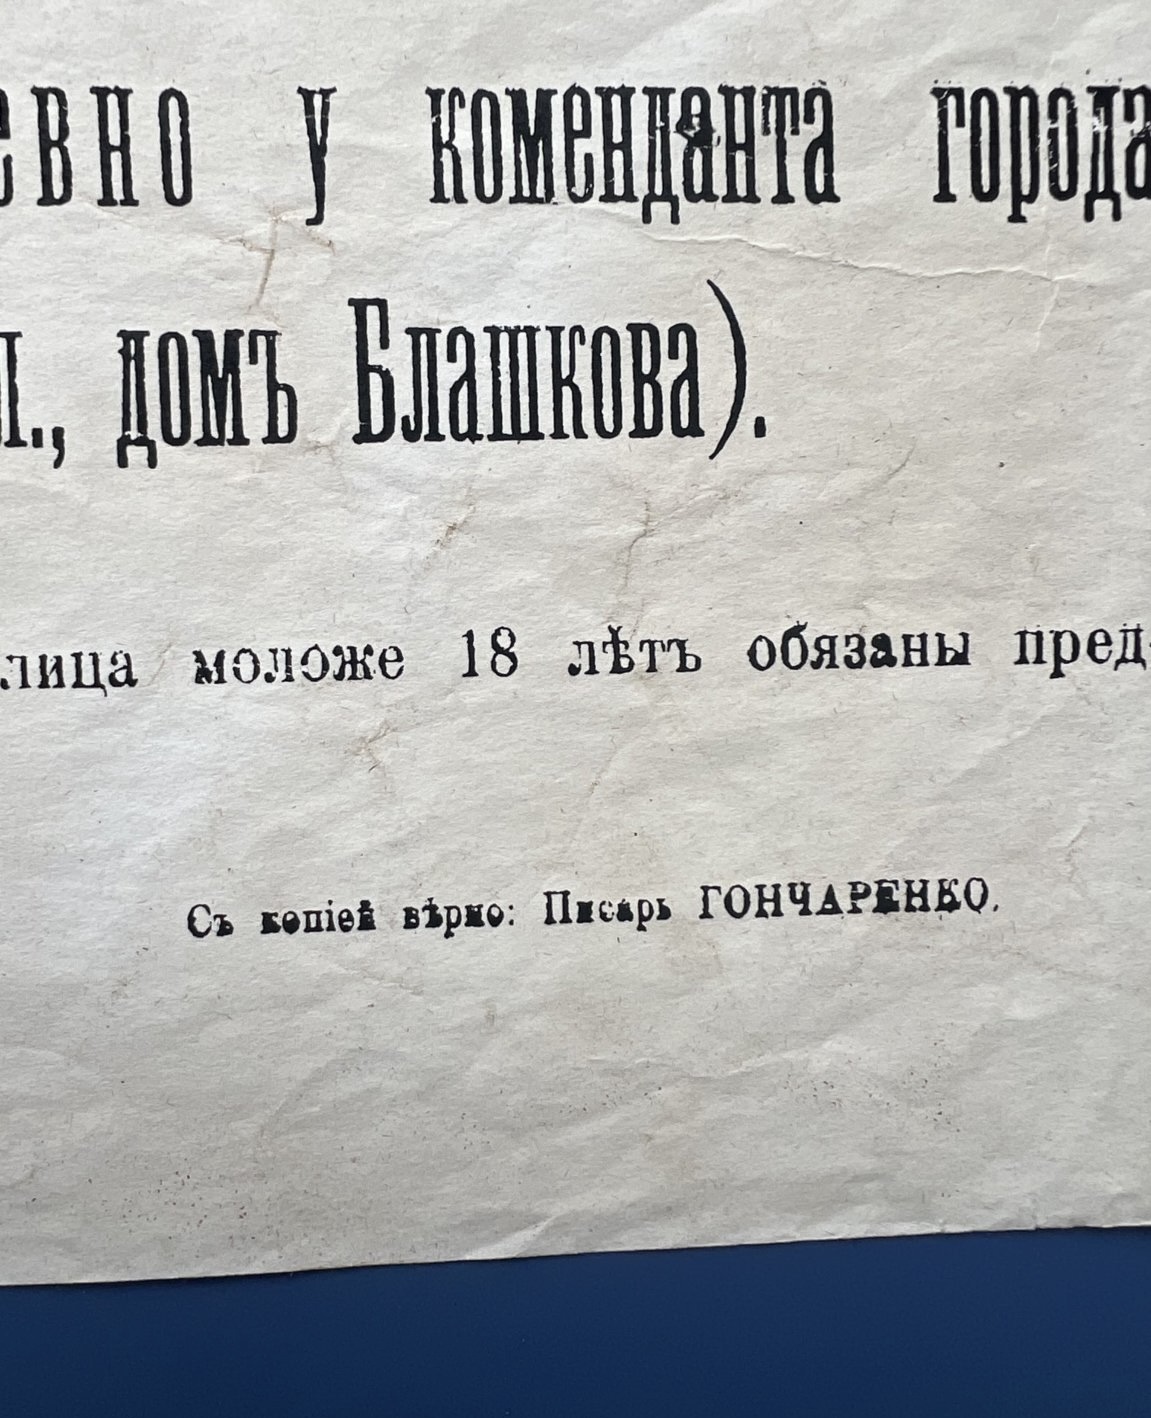 евно у коменданта города
л., домъ Блашкова).
лица моложе 18 лѣтъ обязаны пред-
Съ копіей вѣрно: Писарь ГОНЧАРЕНКО.